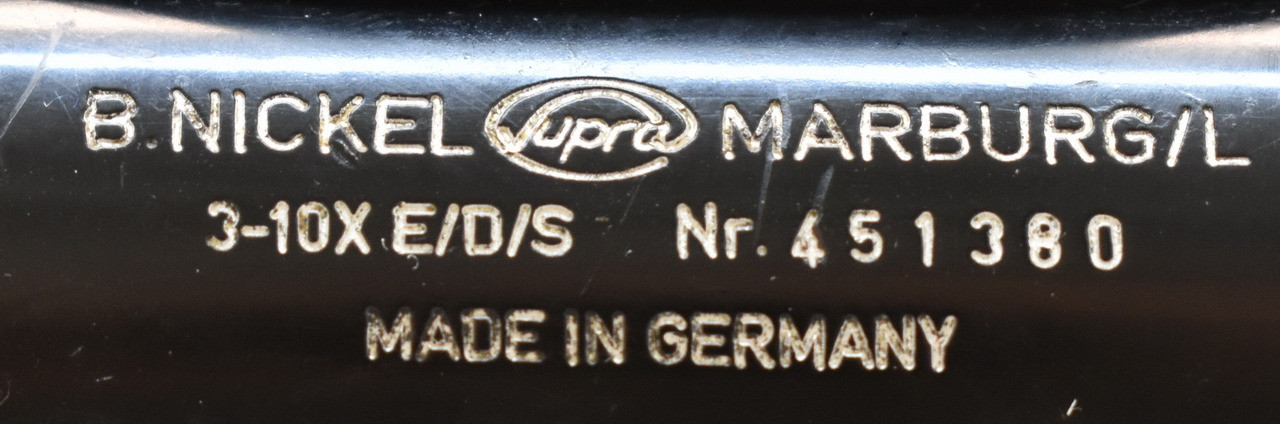 B.NICKEL Supra MARBURG/L
3-10X E/D/S Nr. 451380
MADE IN GERMANY